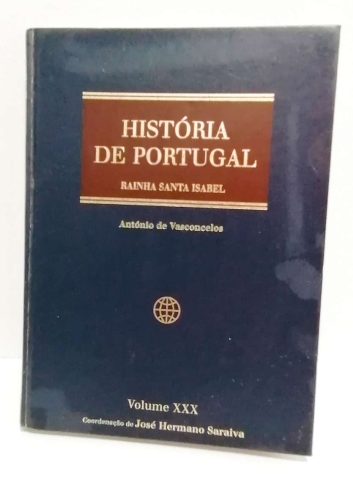 HISTÓRIA
DE PORTUGAL
RAINHA SANTA ISABEL
António de Vasconcelos
Volume XXX
Coordenação de José Hermano Saraiva